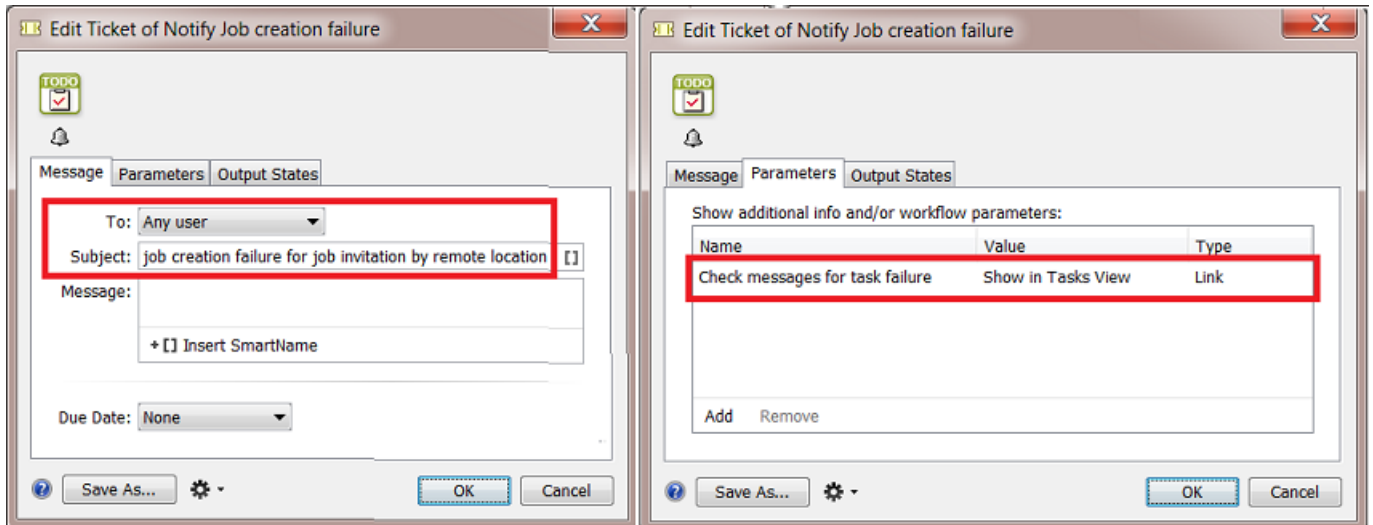 Edit Ticket of Notify Job creation failure
X
TODO
Message Parameters Output States
To: Any user
Subject: job creation failure for job invitation by remote location []
Message:
+[] Insert SmartName
Due Date: None
? Save As... OK Cancel
Edit Ticket of Notify Job creation failure
X
TODO
Message Parameters Output States
Show additional info and/or workflow parameters:
Name Value Type
Check messages for task failure Show in Tasks View Link
Add Remove
? Save As... OK Cancel